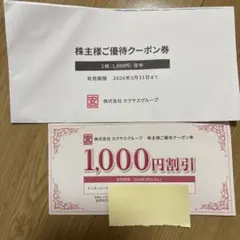 株主様ご優待クーポン券
1冊:1,000円×
有効期限 2026年3月31日まで
安
株式会社 カクヤスグループ
安
株式会社 カクヤスグループ 株主様ご優待クーポン券
1,000円割引